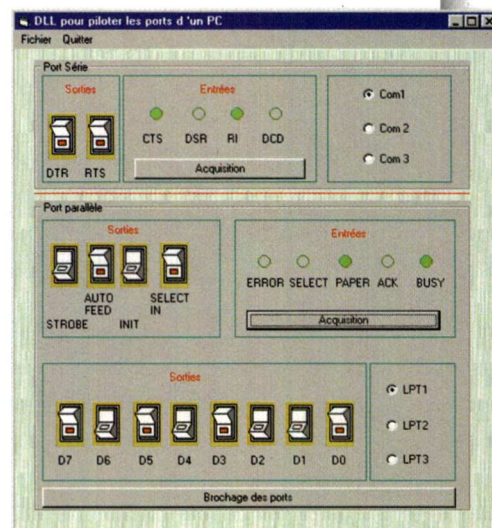 DLL pour piloter les ports d 'un PC
Fichier Quitter
Port Série
Sorties
DTR RTS
Entrées
CTS DSR RI DCD
Acquisition
Com1
Com 2
Com 3
Port parallèle
Sorties
STROBE
AUTO FEED
INIT
SELECT IN
Entrées
ERROR SELECT PAPER ACK BUSY
Acquisition
Sorties
D7 D6 D5 D4 D3 D2 D1 D0
LPT1
LPT2
LPT3
Brochage des ports